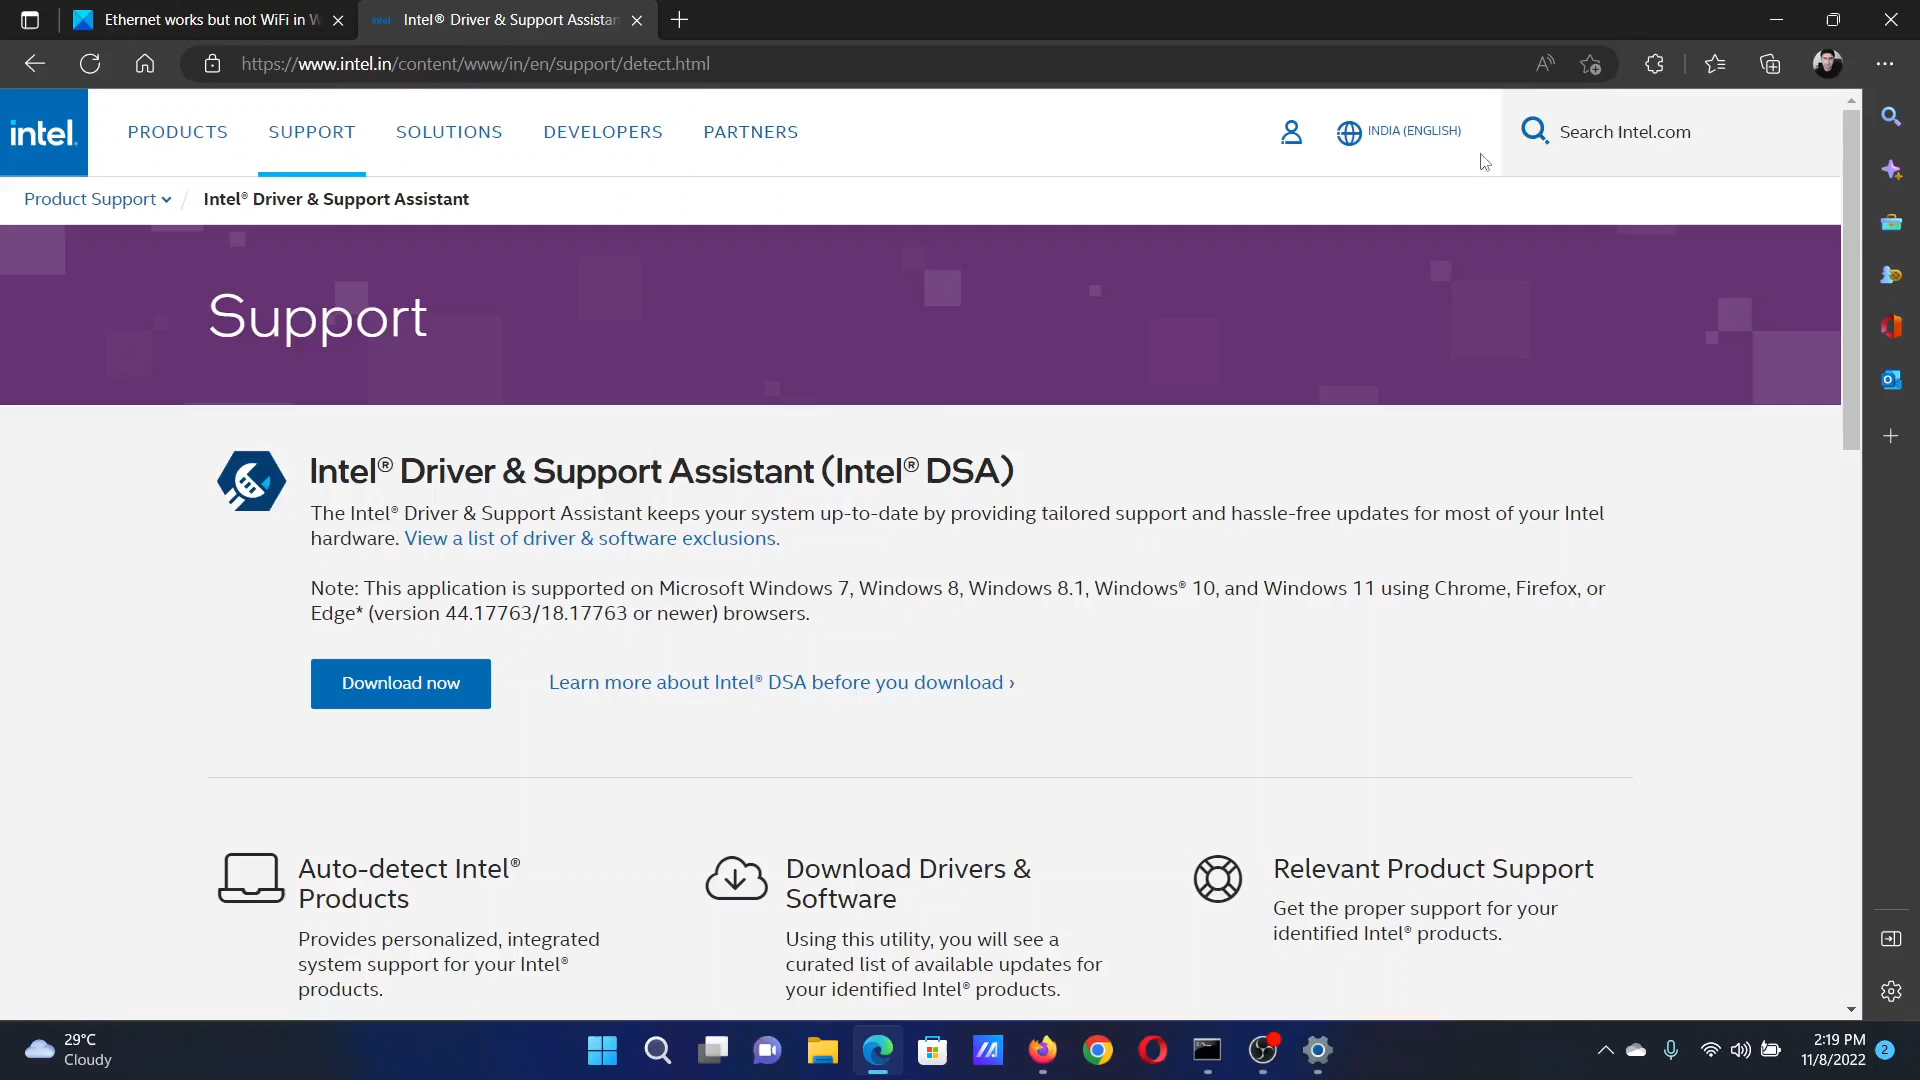 Ethernet works but not WiFi in W
Intel® Driver & Support Assistan
https://www.intel.in/content/www/in/en/support/detect.html
intel.
PRODUCTS SUPPORT SOLUTIONS DEVELOPERS PARTNERS
INDIA (ENGLISH)
Search Intel.com
Product Support / Intel® Driver & Support Assistant
Support
Intel® Driver & Support Assistant (Intel® DSA)
The Intel® Driver & Support Assistant keeps your system up-to-date by providing tailored support and hassle-free updates for most of your Intel
hardware. View a list of driver & software exclusions.
Note: This application is supported on Microsoft Windows 7, Windows 8, Windows 8.1, Windows® 10, and Windows 11 using Chrome, Firefox, or
Edge* (version 44.17763/18.17763 or newer) browsers.
Download now
Learn more about Intel® DSA before you download ›
Auto-detect Intel®
Products
Provides personalized, integrated
system support for your Intel®
products.
Download Drivers &
Software
Using this utility, you will see a
curated list of available updates for
your identified Intel® products.
Relevant Product Support
Get the proper support for your
identified Intel® products.
29°C
Cloudy
2:19 PM
11/8/2022
2